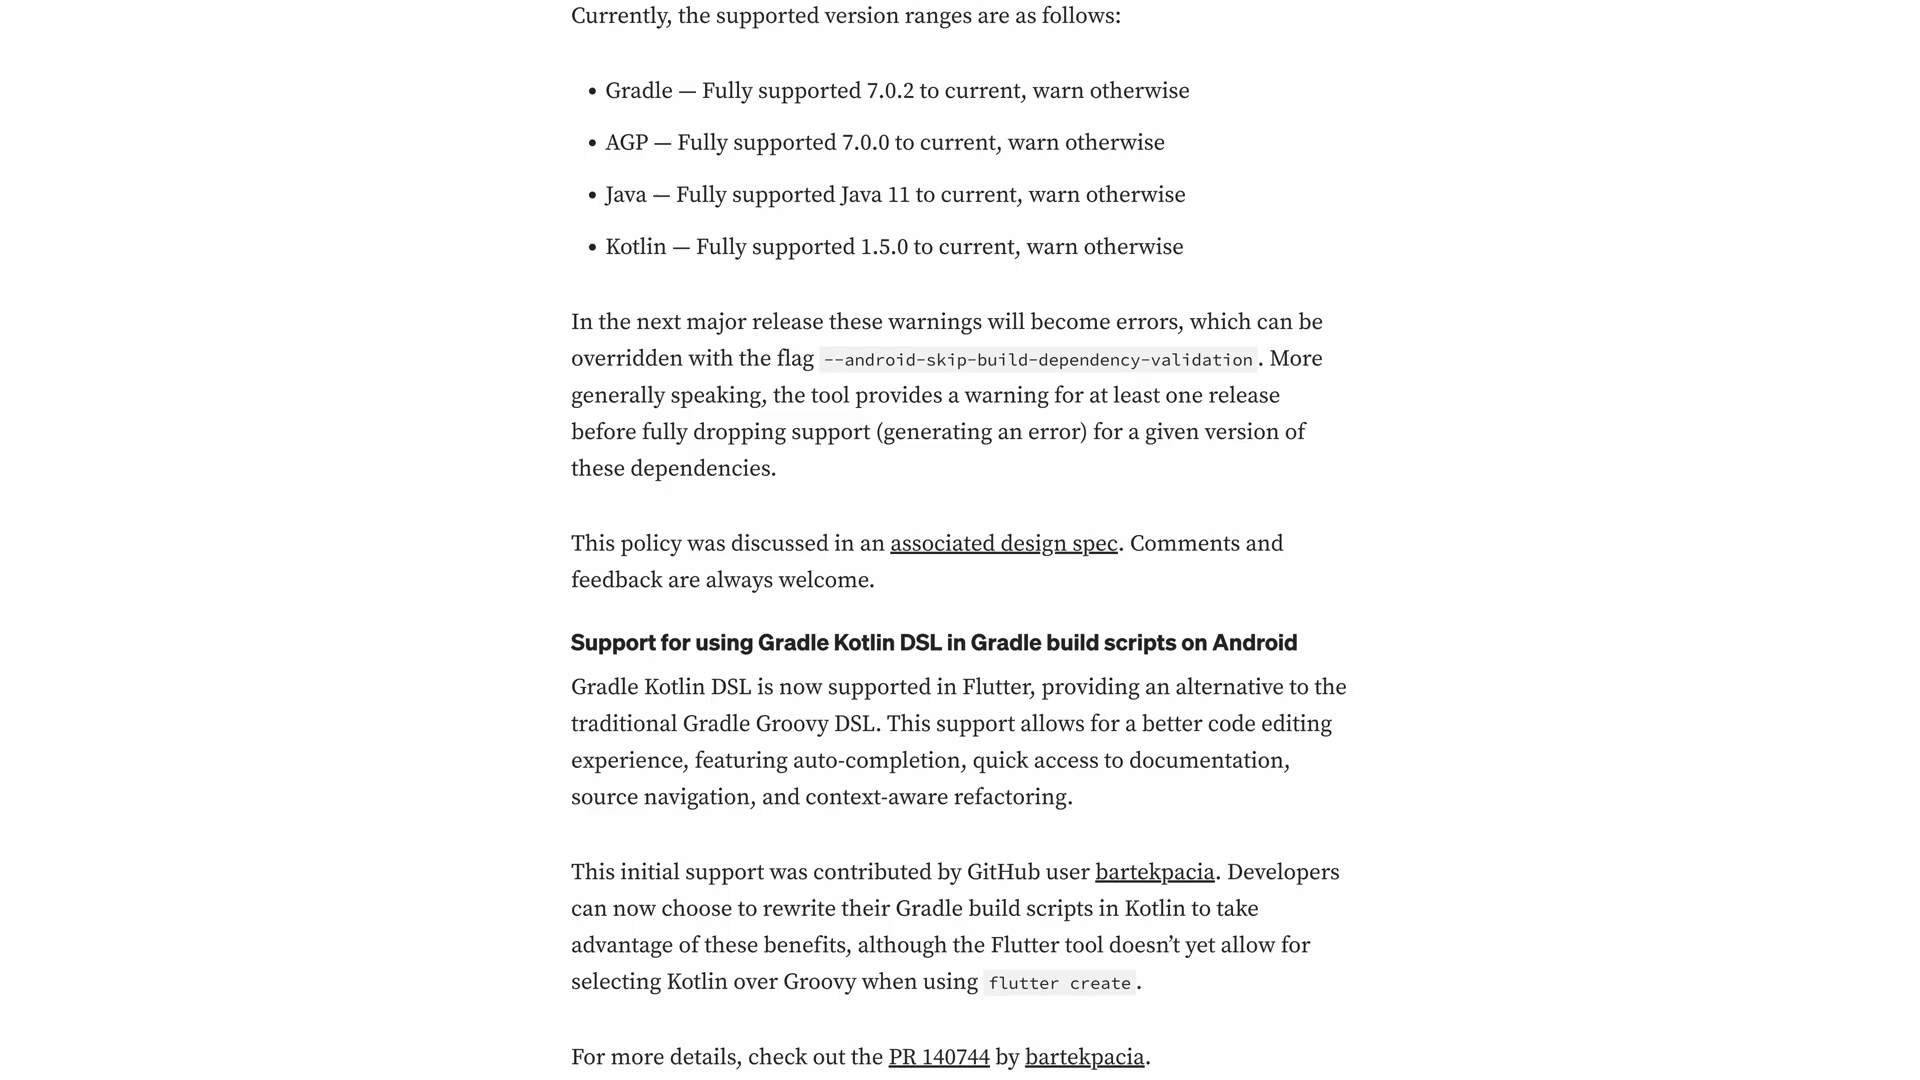 Currently, the supported version ranges are as follows:
• Gradle — Fully supported 7.0.2 to current, warn otherwise
• AGP — Fully supported 7.0.0 to current, warn otherwise
• Java — Fully supported Java 11 to current, warn otherwise
• Kotlin — Fully supported 1.5.0 to current, warn otherwise
In the next major release these warnings will become errors, which can be
overridden with the flag --android-skip-build-dependency-validation. More
generally speaking, the tool provides a warning for at least one release
before fully dropping support (generating an error) for a given version of
these dependencies.
This policy was discussed in an associated design spec. Comments and
feedback are always welcome.
Support for using Gradle Kotlin DSL in Gradle build scripts on Android
Gradle Kotlin DSL is now supported in Flutter, providing an alternative to the
traditional Gradle Groovy DSL. This support allows for a better code editing
experience, featuring auto-completion, quick access to documentation,
source navigation, and context-aware refactoring.
This initial support was contributed by GitHub user bartekpacia. Developers
can now choose to rewrite their Gradle build scripts in Kotlin to take
advantage of these benefits, although the Flutter tool doesn’t yet allow for
selecting Kotlin over Groovy when using flutter create.
For more details, check out the PR 140744 by bartekpacia.